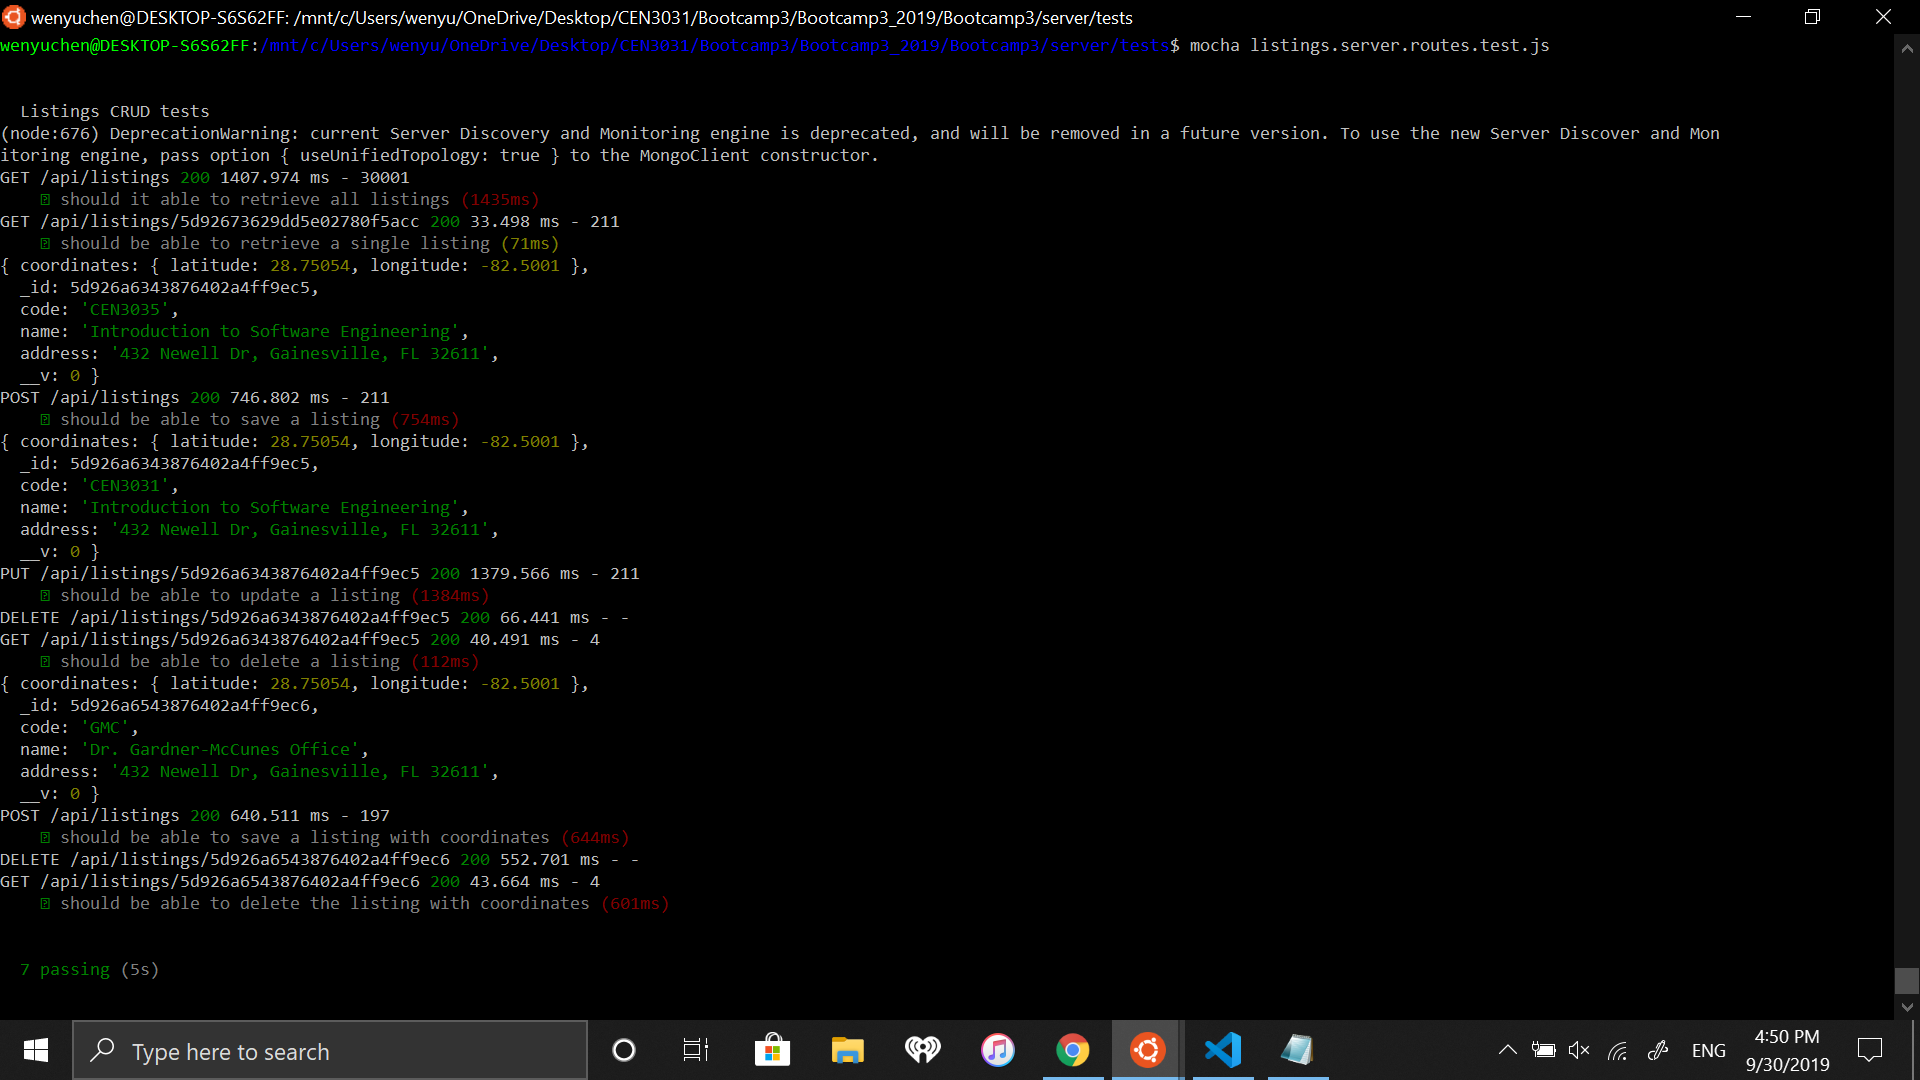 wenyuchen@DESKTOP-S6S62FF: /mnt/c/Users/wenyu/OneDrive/Desktop/CEN3031/Bootcamp3/Bootcamp3_2019/Bootcamp3/server/tests
wenyuchen@DESKTOP-S6S62FF:/mnt/c/Users/wenyu/OneDrive/Desktop/CEN3031/Bootcamp3/Bootcamp3_2019/Bootcamp3/server/tests$ mocha listings.server.routes.test.js
Listings CRUD tests
(node:676) DeprecationWarning: current Server Discovery and Monitoring engine is deprecated, and will be removed in a future version. To use the new Server Discover and Mon
itoring engine, pass option { useUnifiedTopology: true } to the MongoClient constructor.
GET /api/listings 200 1407.974 ms - 30001
should it able to retrieve all listings (1435ms)
GET /api/listings/5d92673629dd5e02780f5acc 200 33.498 ms - 211
should be able to retrieve a single listing (71ms)
{ coordinates: { latitude: 28.75054, longitude: -82.5001 },
_id: 5d926a6343876402a4ff9ec5,
code: 'CEN3035',
name: 'Introduction to Software Engineering',
address: '432 Newell Dr, Gainesville, FL 32611',
__v: 0 }
POST /api/listings 200 746.802 ms - 211
should be able to save a listing (754ms)
{ coordinates: { latitude: 28.75054, longitude: -82.5001 },
_id: 5d926a6343876402a4ff9ec5,
code: 'CEN3031',
name: 'Introduction to Software Engineering',
address: '432 Newell Dr, Gainesville, FL 32611',
__v: 0 }
PUT /api/listings/5d926a6343876402a4ff9ec5 200 1379.566 ms - 211
should be able to update a listing (1384ms)
DELETE /api/listings/5d926a6343876402a4ff9ec5 200 66.441 ms - -
GET /api/listings/5d926a6343876402a4ff9ec5 200 40.491 ms - 4
should be able to delete a listing (112ms)
{ coordinates: { latitude: 28.75054, longitude: -82.5001 },
_id: 5d926a6543876402a4ff9ec6,
code: 'GMC',
name: 'Dr. Gardner-McCunes Office',
address: '432 Newell Dr, Gainesville, FL 32611',
__v: 0 }
POST /api/listings 200 640.511 ms - 197
should be able to save a listing with coordinates (644ms)
DELETE /api/listings/5d926a6543876402a4ff9ec6 200 552.701 ms - -
GET /api/listings/5d926a6543876402a4ff9ec6 200 43.664 ms - 4
should be able to delete the listing with coordinates (601ms)
7 passing (5s)
Type here to search
ENG
4:50 PM
9/30/2019